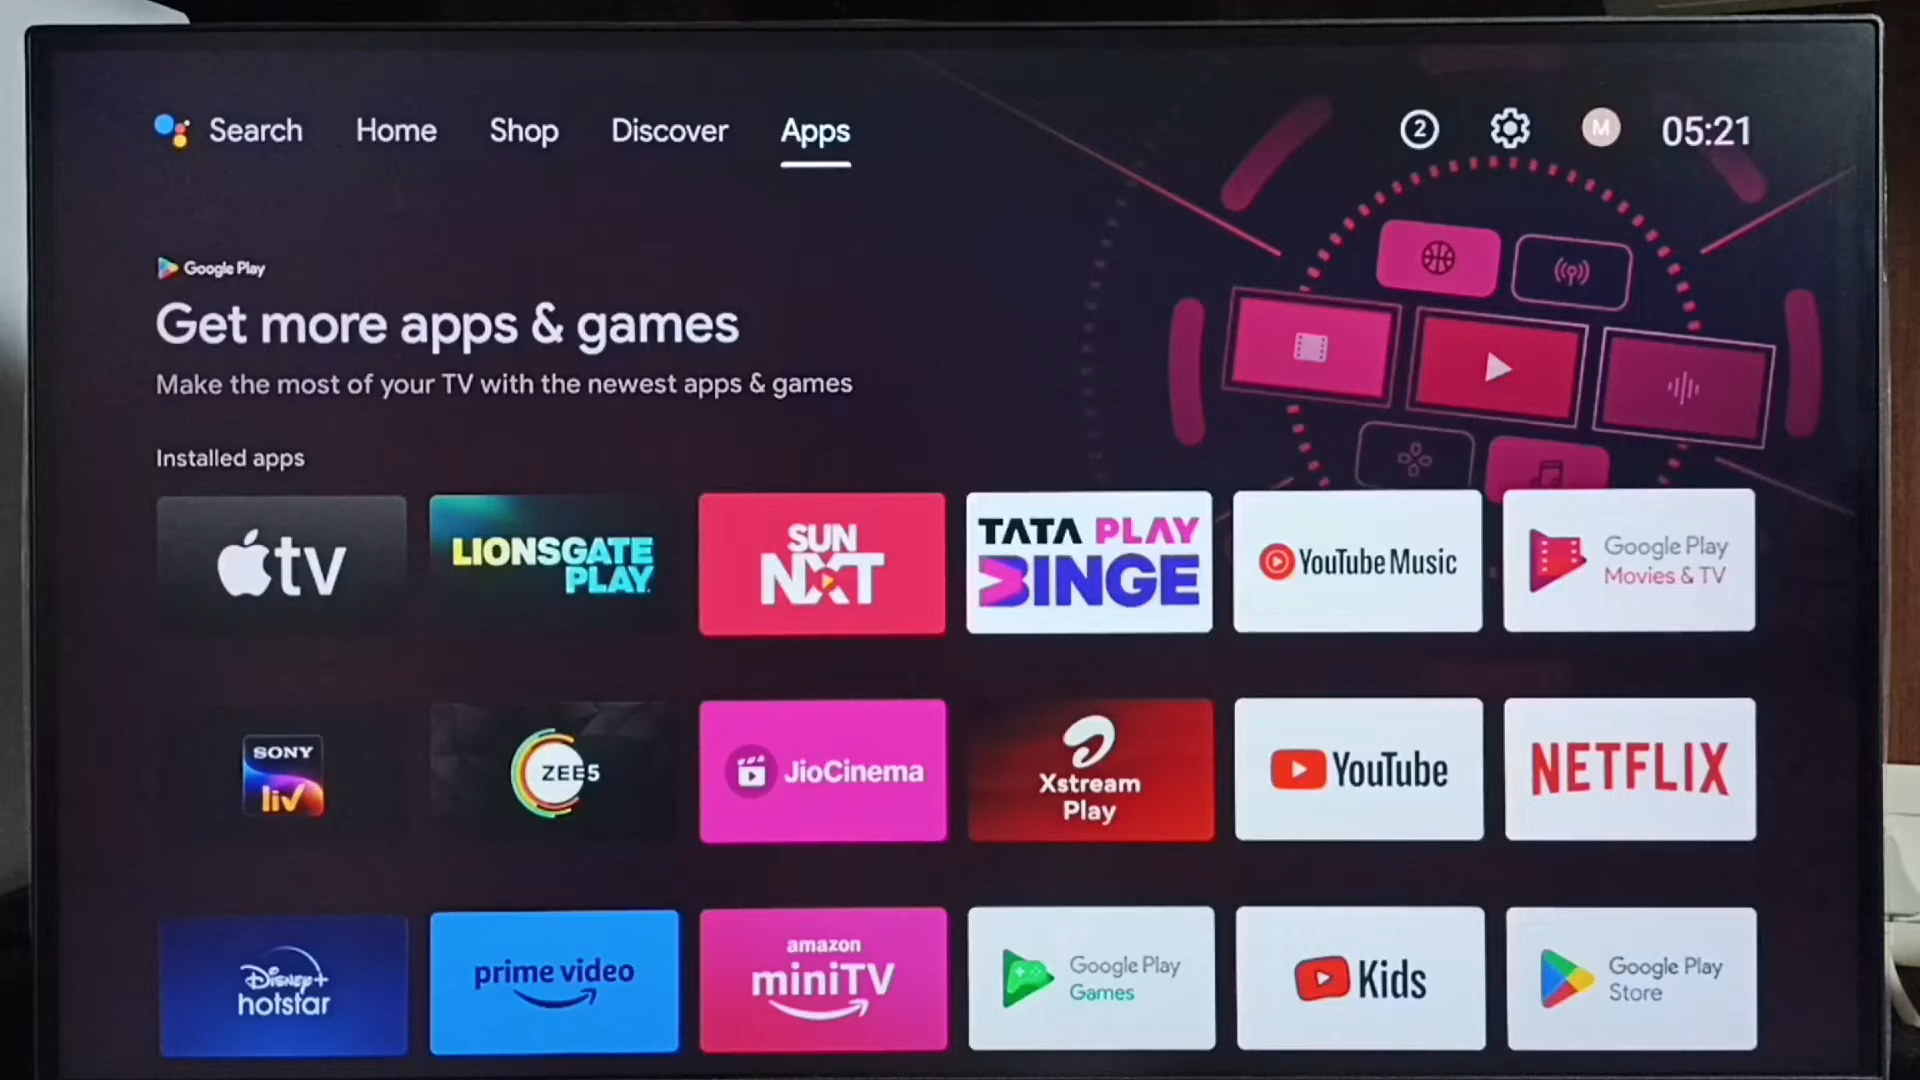 Search Home Shop Discover Apps 2 M 05:21
Google Play
Get more apps & games
Make the most of your TV with the newest apps & games
Installed apps
tv
LIONSGATE
PLAY
SUN
NXT
TATA PLAY
BINGE
YouTube Music
Google Play
Movies & TV
SONY
liv
ZEE5
JioCinema
Xstream
Play
YouTube
NETFLIX
Disney+
hotstar
prime video
amazon
miniTV
Google Play
Games
Kids
Google Play
Store